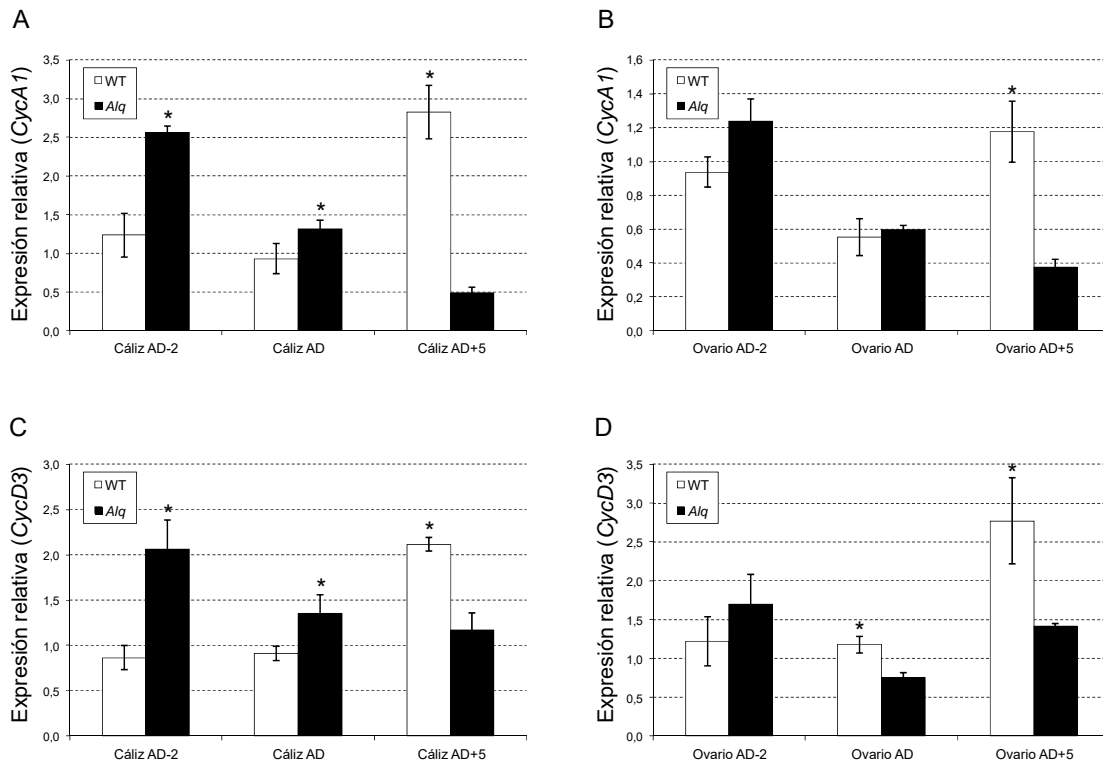 A
Expresión relativa (CycA1)
3,5
3,0
2,5
2,0
1,5
1,0
0,5
0,0
WT
Alq
*
*
*
Cáliz AD-2 Cáliz AD Cáliz AD+5
B
Expresión relativa (CycA1)
1,6
1,4
1,2
1,0
0,8
0,6
0,4
0,2
0,0
WT
Alq
*
Ovario AD-2 Ovario AD Ovario AD+5
C
Expresión relativa (CycD3)
3,0
2,5
2,0
1,5
1,0
0,5
0,0
WT
Alq
*
*
*
Cáliz AD-2 Cáliz AD Cáliz AD+5
D
Expresión relativa (CycD3)
3,5
3,0
2,5
2,0
1,5
1,0
0,5
0,0
WT
Alq
*
*
Ovario AD-2 Ovario AD Ovario AD+5